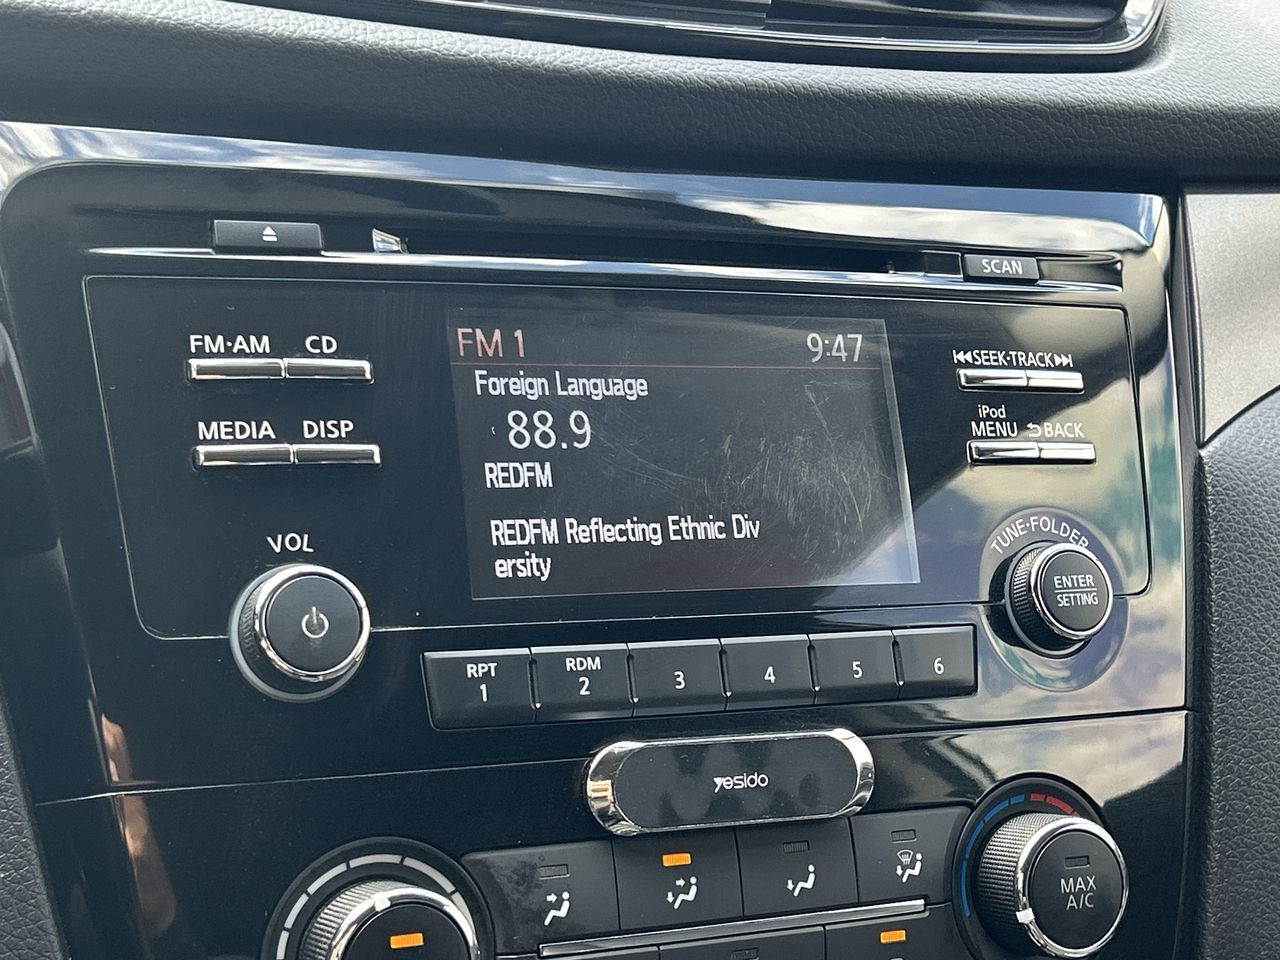 SCAN
FM·AM CD
FM 1 9:47
SEEK·TRACK
Foreign Language
88.9
iPod
MENU BACK
MEDIA DISP
REDFM
REDFM Reflecting Ethnic Div
ersity
VOL
TUNE·FOLDER
ENTER
SETTING
RPT
1
RDM
2
3
4
5
6
yesido
MAX
A/C